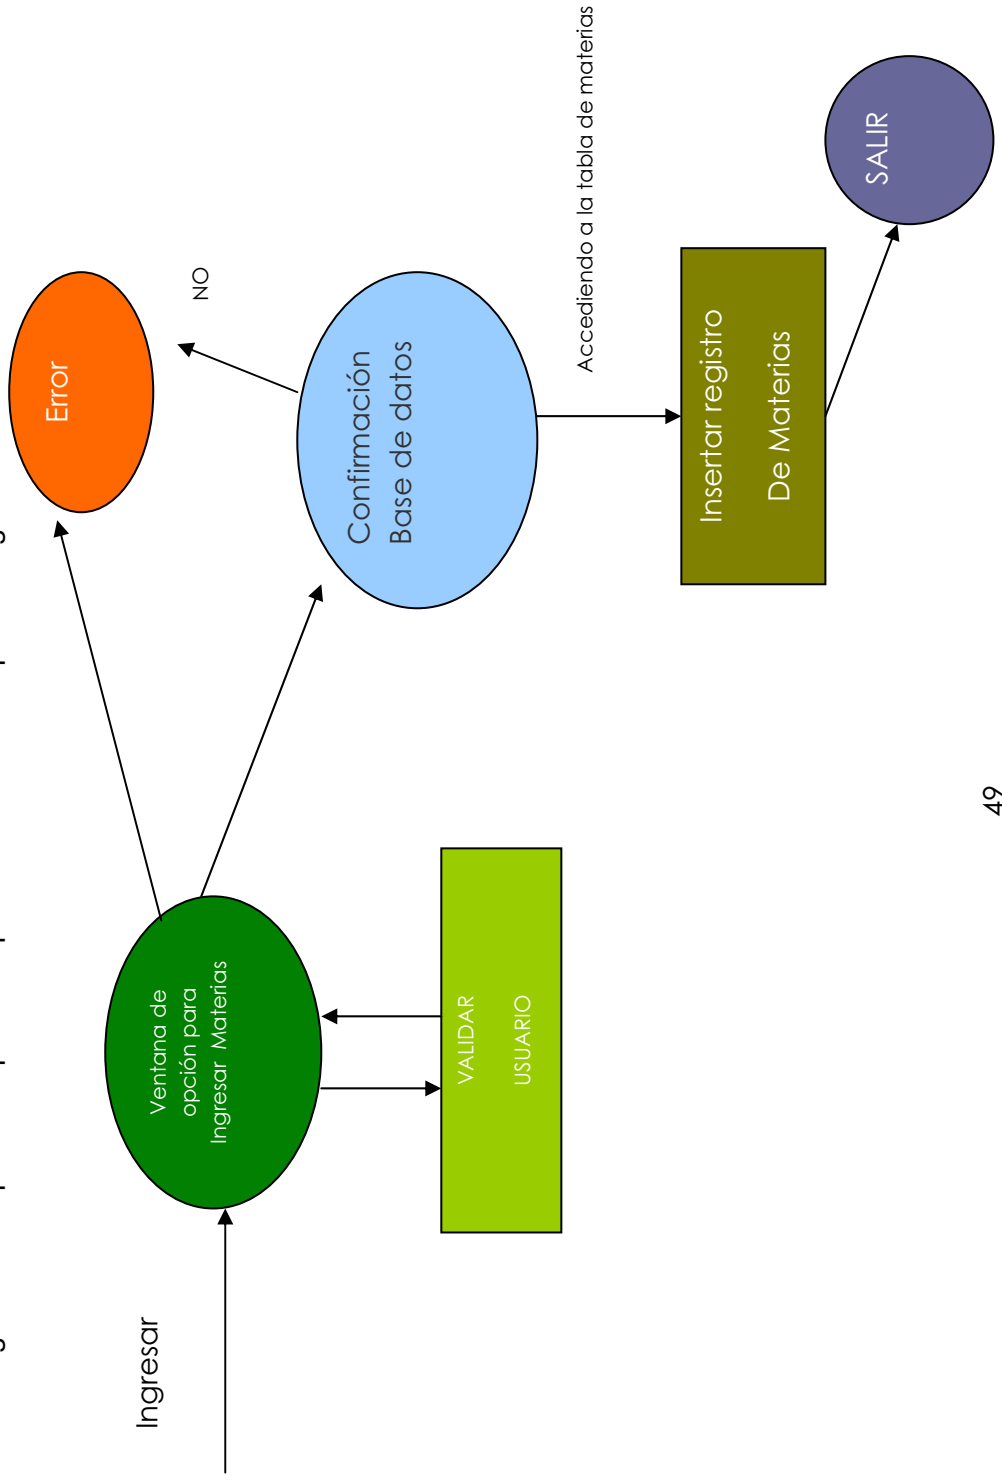 Ingresar
Ventana de
opción para
Ingresar Materias
VALIDAR
USUARIO
Error
NO
Confirmación
Base de datos
Accediendo a la tabla de materias
Insertar registro
De Materias
SALIR
49